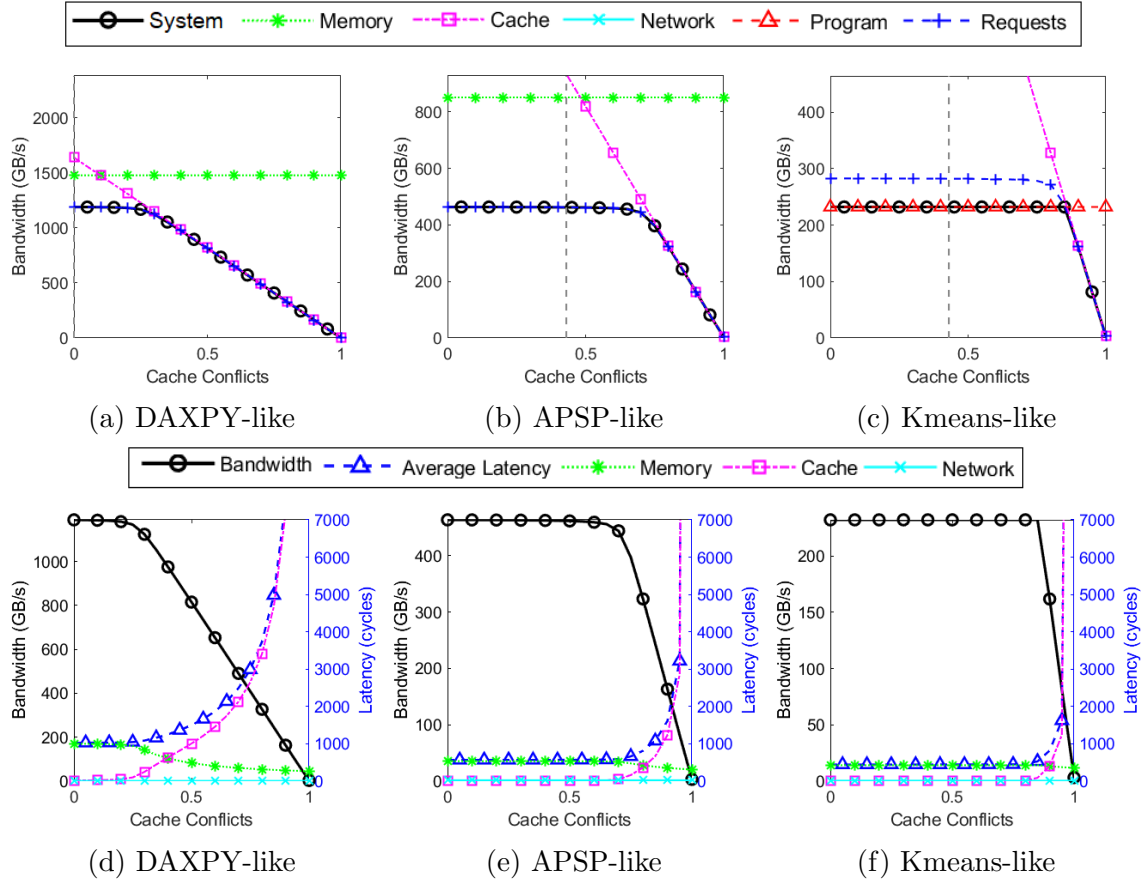 System Memory Cache Network Program Requests
2000
1500
1000
500
0
Bandwidth (GB/s)
0 0.5 1
Cache Conflicts
(a) DAXPY-like
800
600
400
200
0
Bandwidth (GB/s)
0 0.5 1
Cache Conflicts
(b) APSP-like
400
300
200
100
0
Bandwidth (GB/s)
0 0.5 1
Cache Conflicts
(c) Kmeans-like
Bandwidth Average Latency Memory Cache Network
1000
800
600
400
200
0
Bandwidth (GB/s)
7000
6000
5000
4000
3000
2000
1000
0
Latency (cycles)
0 0.5 1
Cache Conflicts
(d) DAXPY-like
400
300
200
100
0
Bandwidth (GB/s)
7000
6000
5000
4000
3000
2000
1000
0
Latency (cycles)
0 0.5 1
Cache Conflicts
(e) APSP-like
200
150
100
50
0
Bandwidth (GB/s)
7000
6000
5000
4000
3000
2000
1000
0
Latency (cycles)
0 0.5 1
Cache Conflicts
(f) Kmeans-like